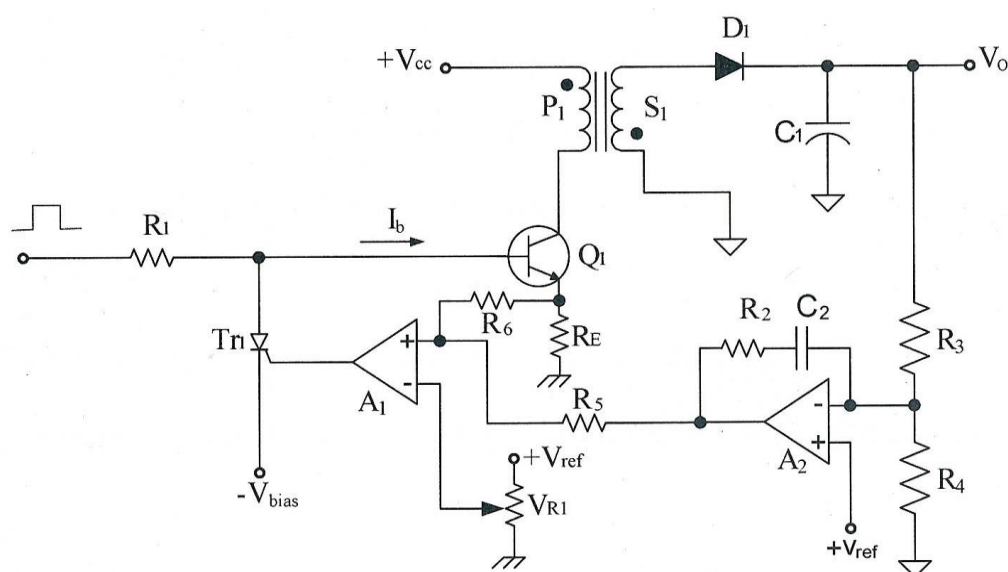 D1
+Vcc
Vo
P1
S1
C1
R1
Ib
Q1
R6
RE
R2
C2
R3
Tr1
+
-
A1
R5
-
+
A2
R4
+Vref
VR1
-Vbias
+Vref